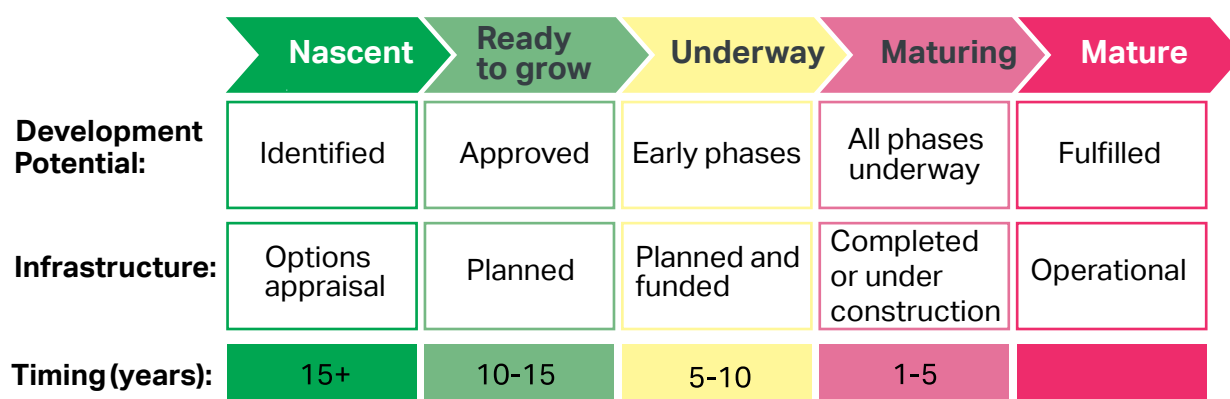 Nascent
Ready
to grow
Underway
Maturing
Mature
Development
Potential:
Identified
Approved
Early phases
All phases
underway
Fulfilled
Infrastructure:
Options
appraisal
Planned
Planned and
funded
Completed
or under
construction
Operational
Timing (years):
15+
10-15
5-10
1-5